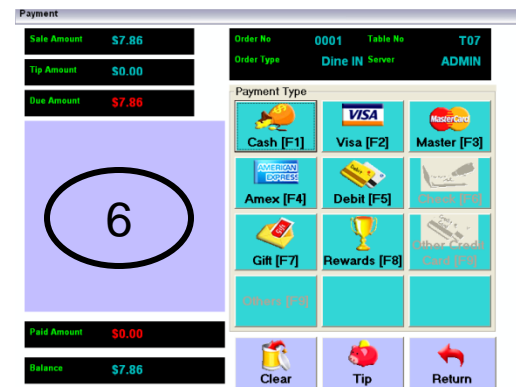 Payment
Sale Amount $7.86
Tip Amount $0.00
Due Amount $7.86
Order No 0001 Table No T07
Order Type Dine IN Server ADMIN
Payment Type
VISA
MasterCard
Cash [F1] Visa [F2] Master [F3]
AMERICAN
EXPRESS
Debit
Amex [F4] Debit [F5] Check [F6]
6
Credit
Other Credit
Gift [F7] Rewards [F8] Card [F9]
Others [F9]
Paid Amount $0.00
Balance $7.86
Clear Tip Return